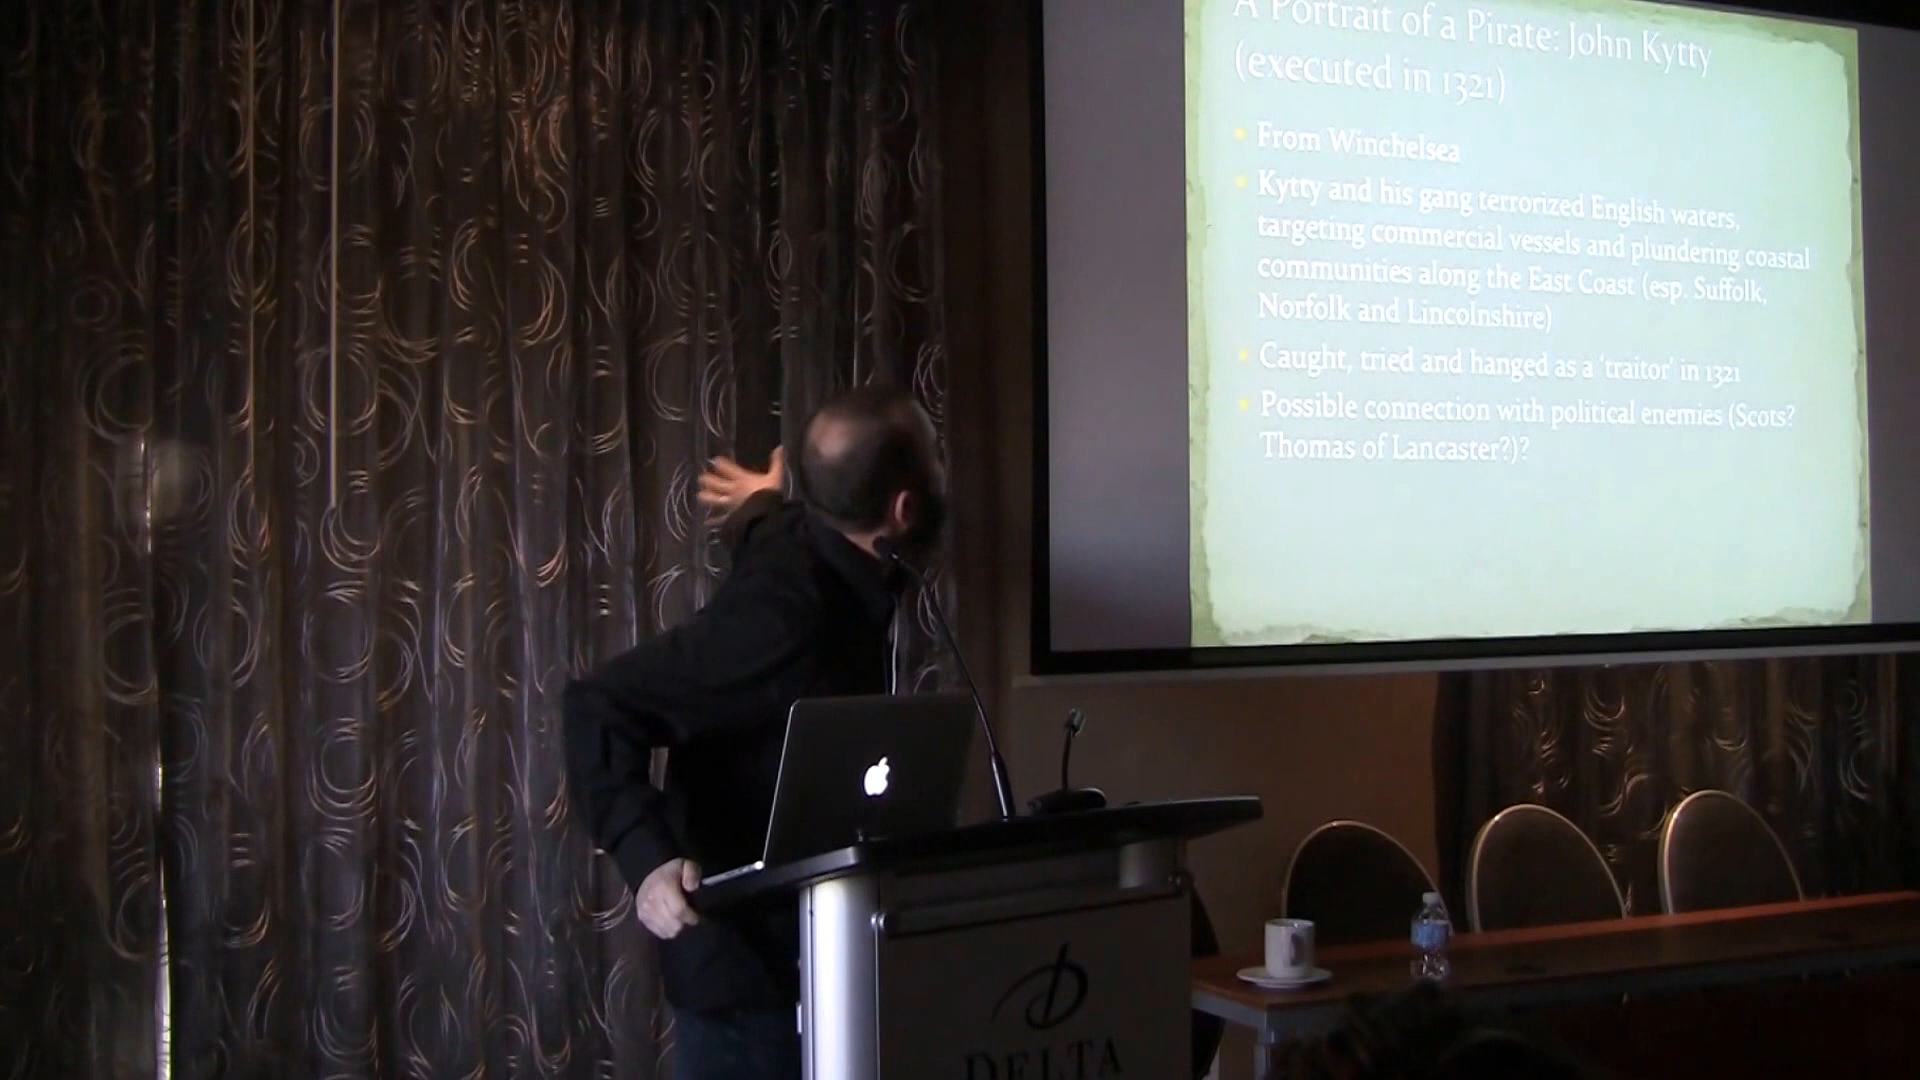 A Portrait of a Pirate: John Kytty
(executed in 1321)
From Winchelsea
Kytty and his gang terrorized English waters,
targeting commercial vessels and plundering coastal
communities along the East Coast (esp. Suffolk,
Norfolk and Lincolnshire)
Caught, tried and hanged as a ‘traitor’ in 1321
Possible connection with political enemies (Scots?
Thomas of Lancaster?)?
DELTA